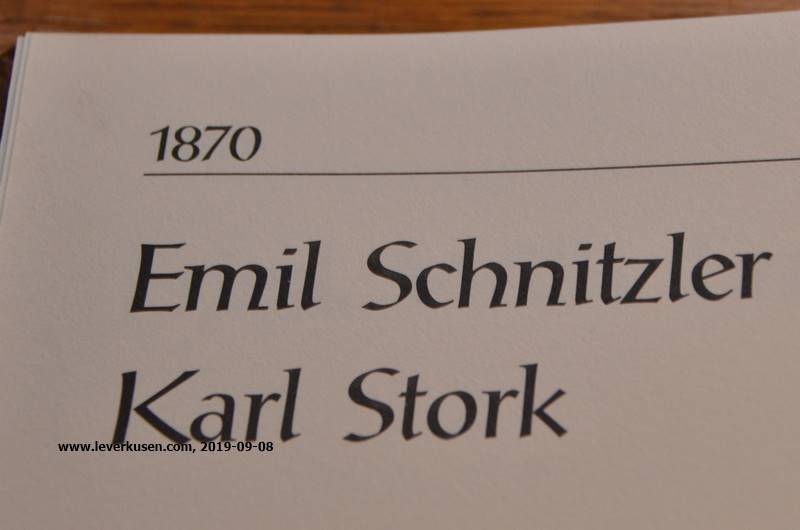 1870
Emil Schnitzler
Karl Stork
www.leverkusen.com, 2019-09-08